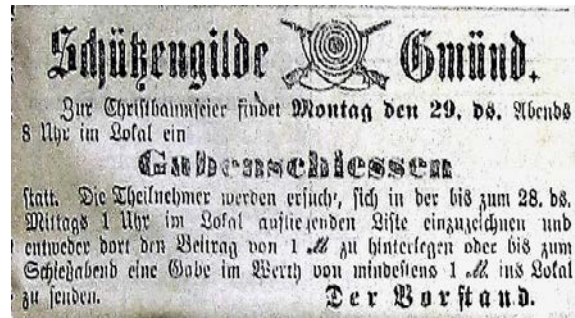 Schützengilde Gmünd.
Zur Christbaumfeier findet Montag den 29. ds. Abends
8 Uhr im Lokal ein
Gabenschiessen
statt. Die Theilnehmer werden ersucht, sich in der bis zum 28. ds.
Mittags 1 Uhr im Lokal aufliegenden Liste einzuzeichnen und
entweder dort den Beitrag von 1 ℳ zu hinterlegen oder bis zum
Schießabend eine Gabe im Werth von mindestens 1 ℳ ins Lokal
zu senden. Der Vorstand.